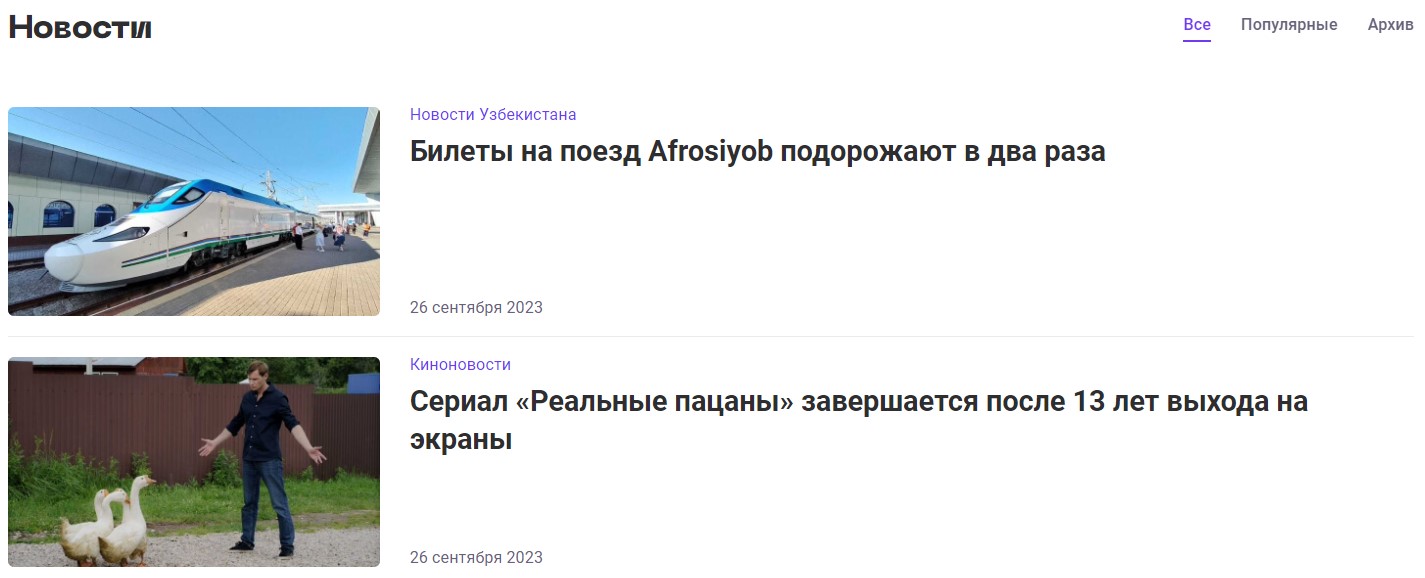 Новости
Все Популярные Архив
Новости Узбекистана
Билеты на поезд Afrosiyob подорожают в два раза
26 сентября 2023
Киноновости
Сериал «Реальные пацаны» завершается после 13 лет выхода на
экраны
26 сентября 2023